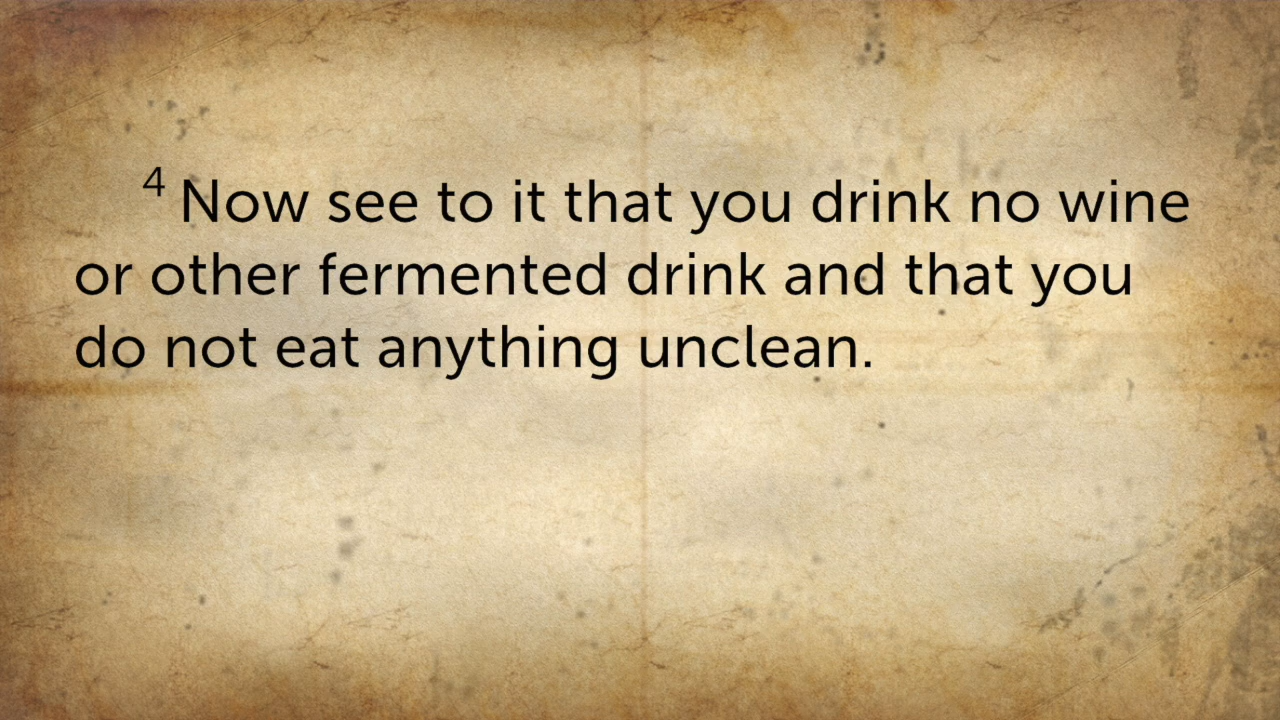 4 Now see to it that you drink no wine
or other fermented drink and that you
do not eat anything unclean.